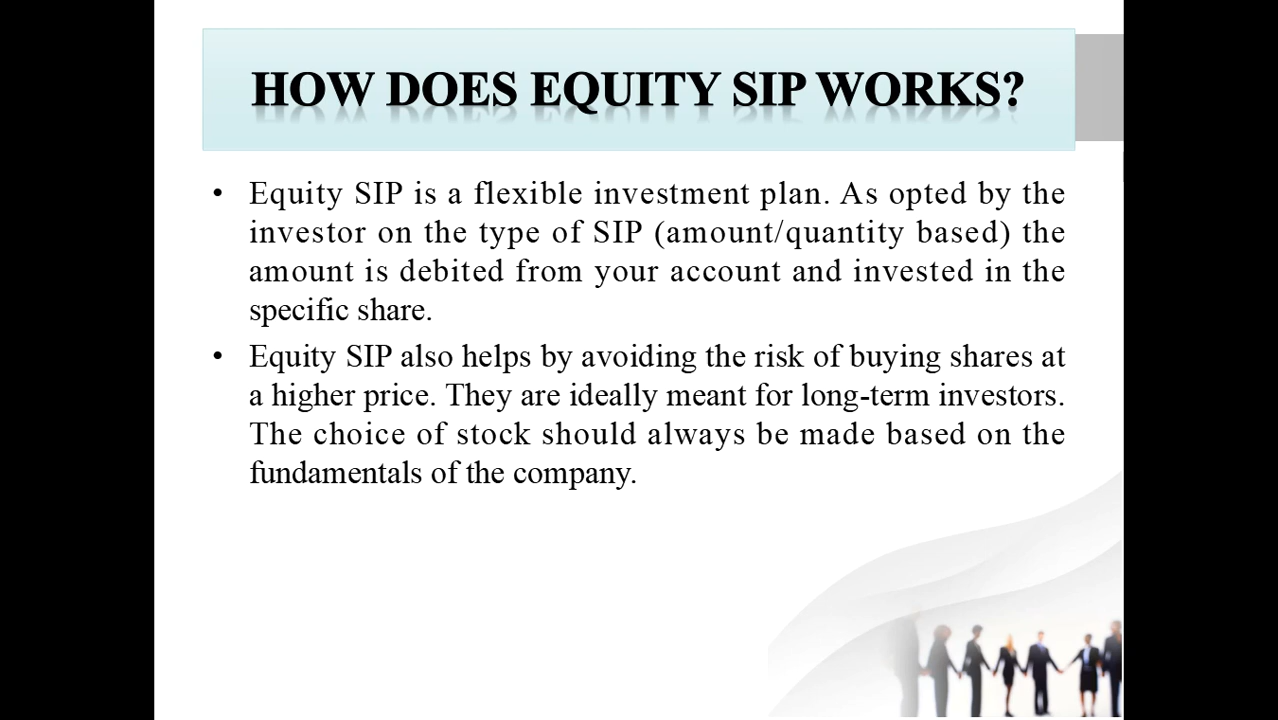 HOW DOES EQUITY SIP WORKS?
• Equity SIP is a flexible investment plan. As opted by the
investor on the type of SIP (amount/quantity based) the
amount is debited from your account and invested in the
specific share.
• Equity SIP also helps by avoiding the risk of buying shares at
a higher price. They are ideally meant for long-term investors.
The choice of stock should always be made based on the
fundamentals of the company.